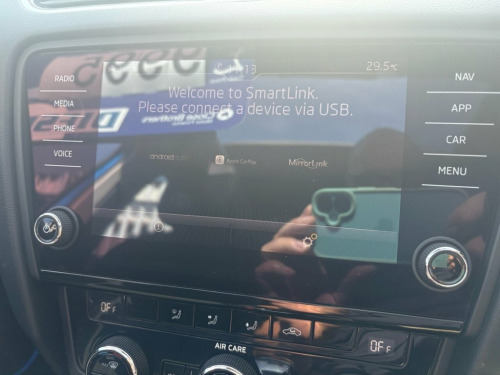 RADIO
MEDIA
PHONE
VOICE
29.5°C
Welcome to SmartLink.
Please connect a device via USB.
android
Apple CarPlay
MirrorLink
NAV
APP
CAR
MENU
OFF
OFF
AIR CARE